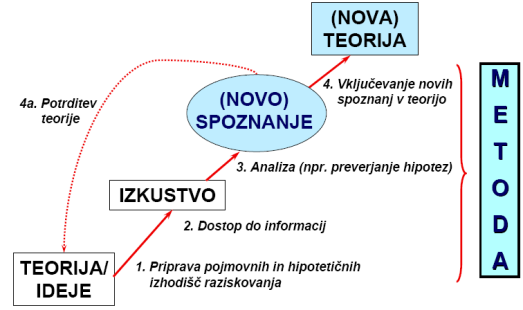 (NOVA)
TEORIJA
4. Vključevanje novih
spoznanj v teorijo
(NOVO)
SPOZNANJE
4a. Potrditev
teorije
3. Analiza (npr. preverjanje hipotez)
IZKUSTVO
2. Dostop do informacij
TEORIJA/
IDEJE
1. Priprava pojmovnih in hipotetičnih
izhodišč raziskovanja
M
E
T
O
D
A